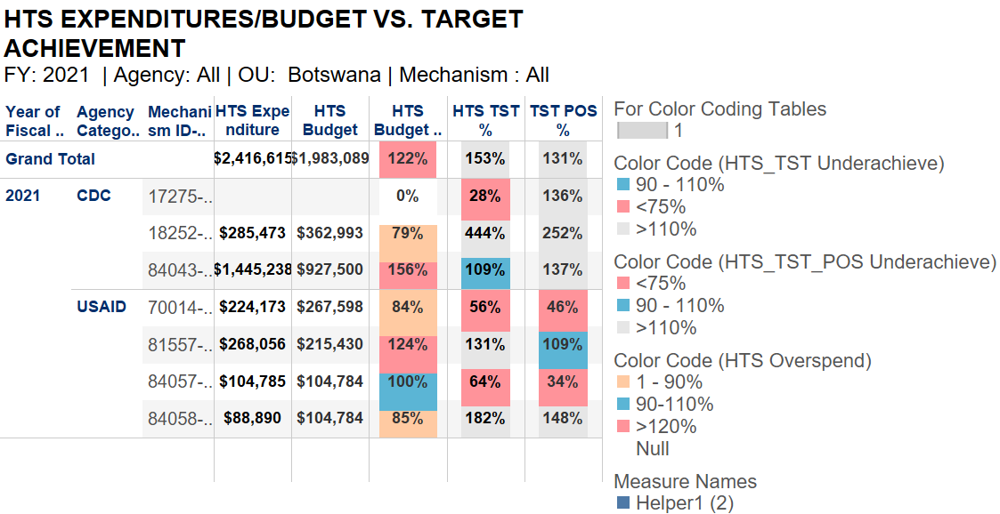 HTS EXPENDITURES/BUDGET VS. TARGET
ACHIEVEMENT
FY: 2021 | Agency: All | OU: Botswana | Mechanism : All
Year of Agency Mechani HTS Expe HTS HTS HTS TST TST POS
Fiscal .. Catego.. sm ID-.. nditure Budget Budget .. % %
Grand Total $2,416,615 $1,983,089 122% 153% 131%
2021 CDC 17275-.. 0% 28% 136%
18252-.. $285,473 $362,993 79% 444% 252%
84043-.. $1,445,238 $927,500 156% 109% 137%
USAID 70014-.. $224,173 $267,598 84% 56% 46%
81557-.. $268,056 $215,430 124% 131% 109%
84057-.. $104,785 $104,784 100% 64% 34%
84058-.. $88,890 $104,784 85% 182% 148%
For Color Coding Tables
1
Color Code (HTS_TST Underachieve)
90 - 110%
<75%
>110%
Color Code (HTS_TST_POS Underachieve)
<75%
90 - 110%
>110%
Color Code (HTS Overspend)
1 - 90%
90-110%
>120%
Null
Measure Names
Helper1 (2)